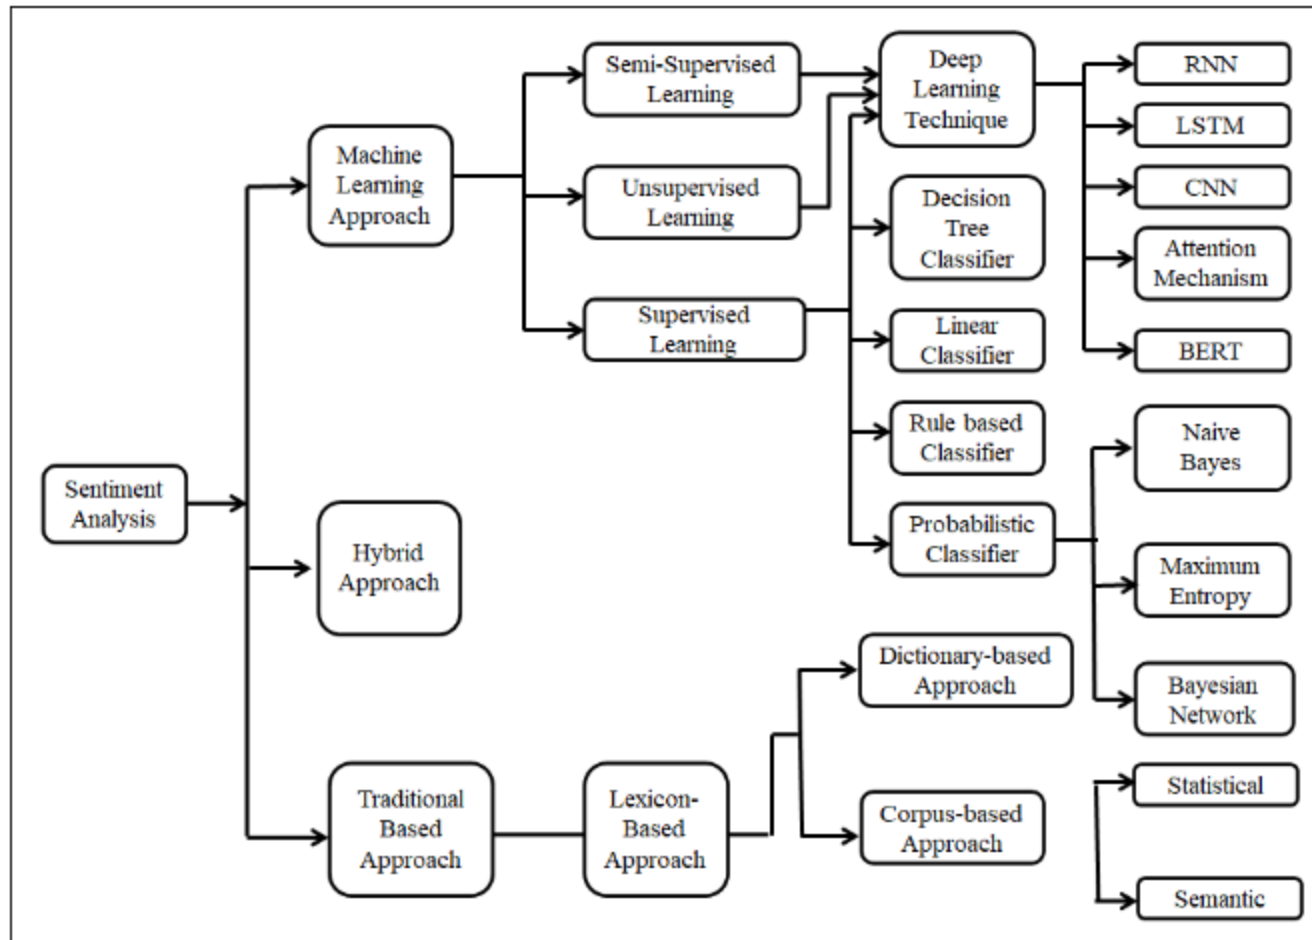 Sentiment
Analysis
Machine
Learning
Approach
Hybrid
Approach
Traditional
Based
Approach
Semi-Supervised
Learning
Unsupervised
Learning
Supervised
Learning
Lexicon-
Based
Approach
Deep
Learning
Technique
Decision
Tree
Classifier
Linear
Classifier
Rule based
Classifier
Probabilistic
Classifier
Dictionary-based
Approach
Corpus-based
Approach
RNN
LSTM
CNN
Attention
Mechanism
BERT
Naive
Bayes
Maximum
Entropy
Bayesian
Network
Statistical
Semantic